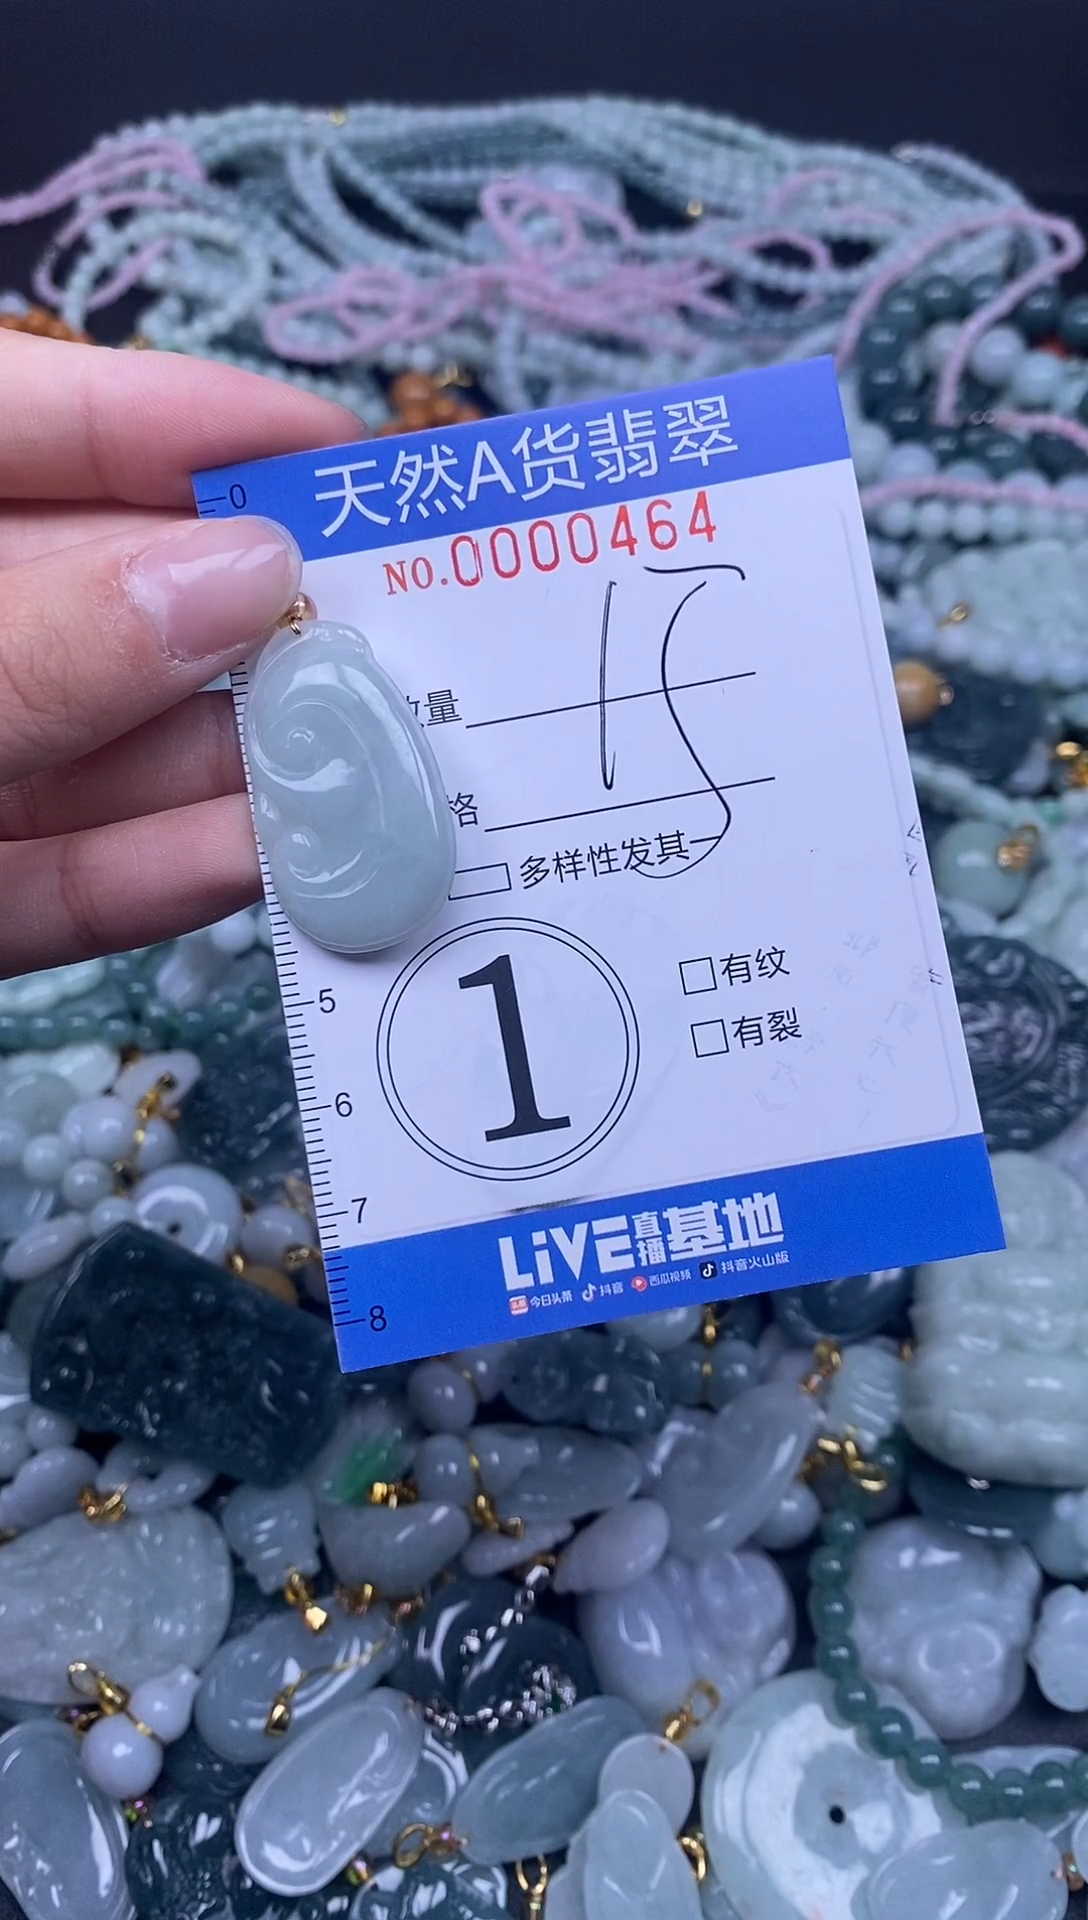 天然A货翡翠
0
NO.0000464
15
量
格
多样性发其
5
1
有纹
有裂
6
7
LiVE直播基地
今日头条 抖音 西瓜视频 抖音火山版
8